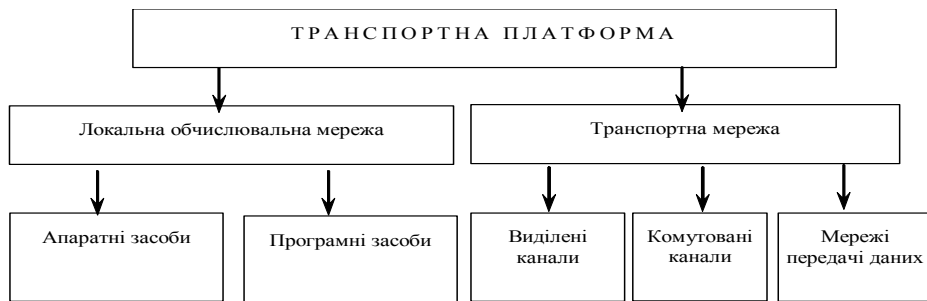 ТРАНСПОРТНА ПЛАТФОРМА
Локальна обчислювальна мережа
Транспортна мережа
Апаратні засоби
Програмні засоби
Виділені
канали
Комутовані
канали
Мережі
передачі даних